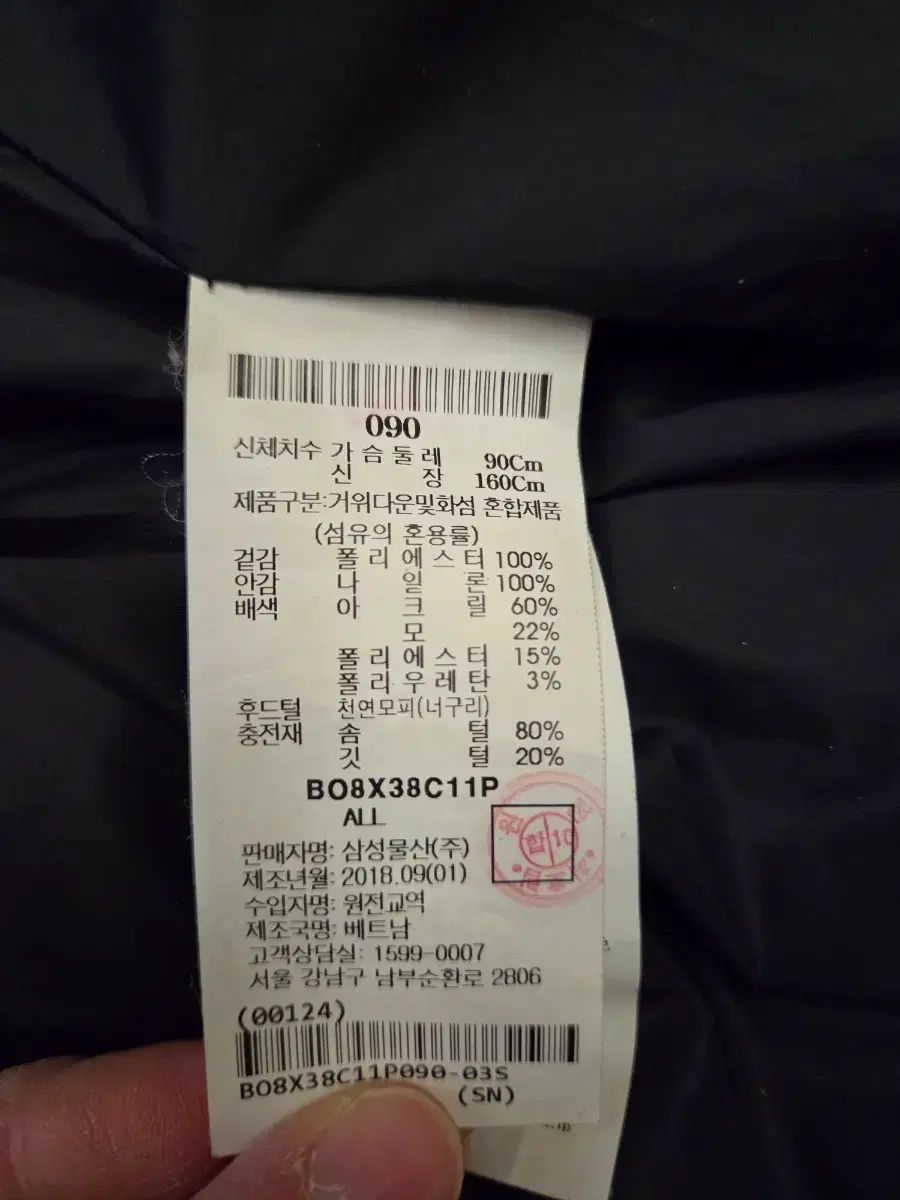 090
신체치수 가 슴 둘 레 90Cm
신 장 160Cm
제품구분:거위다운및화섬 혼합제품
(섬유의 혼용률)
겉감 폴 리 에 스 터 100%
안감 나 일 론 100%
배색 아 크 릴 60%
모 22%
폴 리 에 스 터 15%
폴 리 우 레 탄 3%
후드털 천연모피(너구리)
충전재 솜 털 80%
깃 털 20%
BO8X38C11P
ALL
합 10
판매자명: 삼성물산(주)
제조년월: 2018.09(01)
수입자명: 원전교역
제조국명: 베트남
고객상담실: 1599-0007
서울 강남구 남부순환로 2806
(00124)
BO8X38C11P090-03S
(SN)